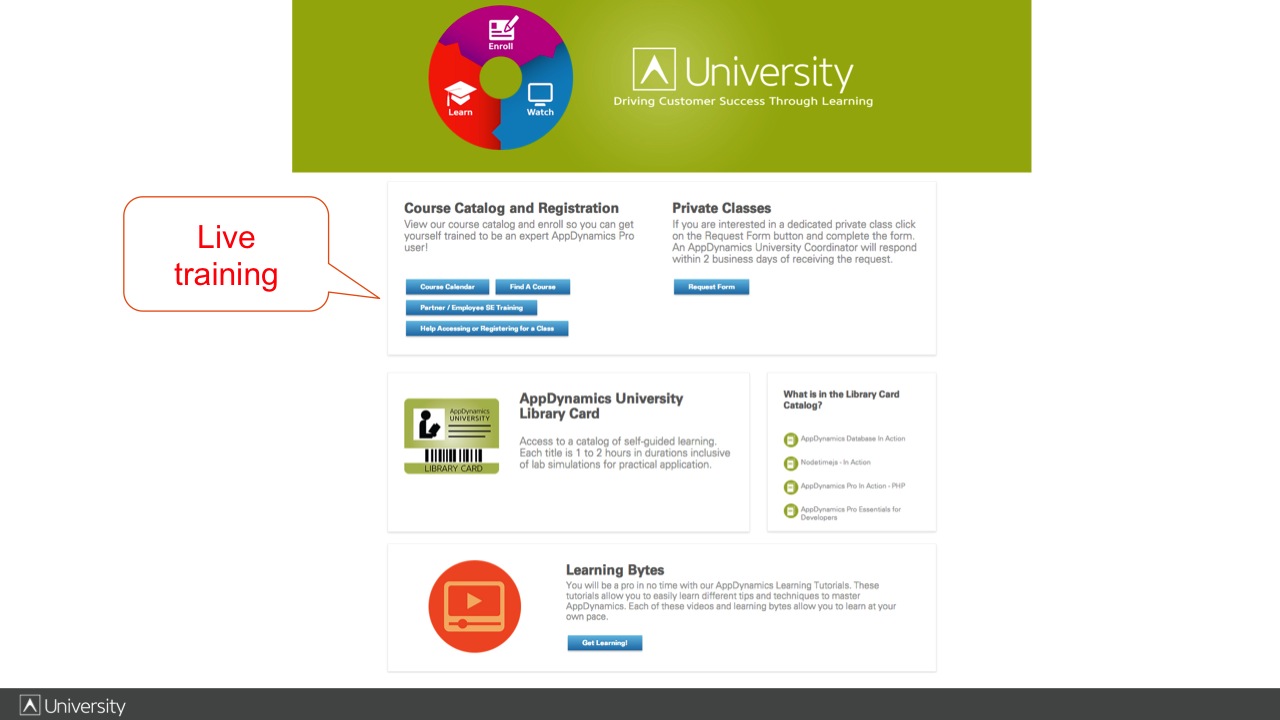 Enroll
Learn
Watch
University
Driving Customer Success Through Learning
Live
training
Course Catalog and Registration
View our course catalog and enroll so you can get
yourself trained to be an expert AppDynamics Pro
user!
Course Calendar
Find A Course
Partner / Employee SE Training
Help Accessing or Registering for a Class
Private Classes
If you are interested in a dedicated private class click
on the Request Form button and complete the form.
An AppDynamics University Coordinator will respond
within 2 business days of receiving the request.
Request Form
AppDynamics
UNIVERSITY
LIBRARY CARD
AppDynamics University
Library Card
Access to a catalog of self-guided learning.
Each title is 1 to 2 hours in durations inclusive
of lab simulations for practical application.
What is in the Library Card
Catalog?
AppDynamics Database In Action
Nodetimejs - In Action
AppDynamics Pro In Action - PHP
AppDynamics Pro Essentials for
Developers
Learning Bytes
You will be a pro in no time with our AppDynamics Learning Tutorials. These
tutorials allow you to easily learn different tips and techniques to master
AppDynamics. Each of these videos and learning bytes allow you to learn at your
own pace.
Get Learning!
University